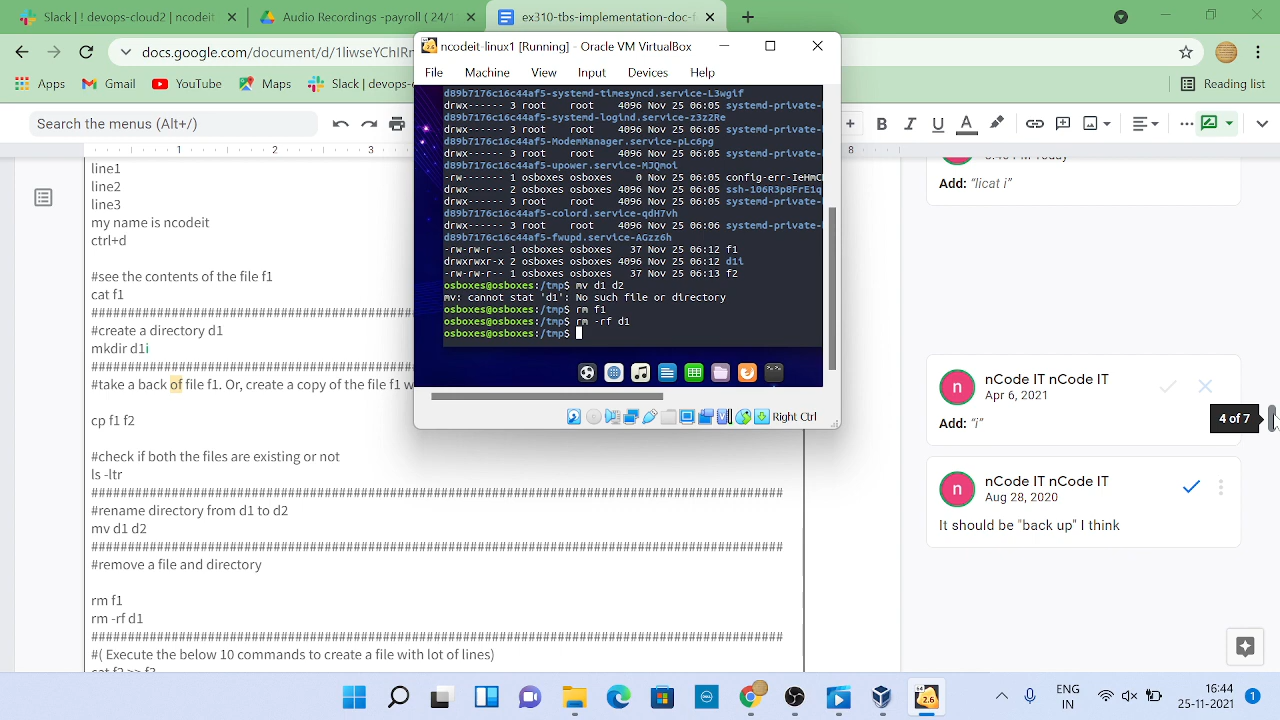 Slack | devops-cloud2 | ncodeit
Audio Recordings -payroll ( 24/1
ex310-tbs-implementation-doc-f
docs.google.com/document/d/1liwseYChIRr
Apps
Gmail
YouTube
Maps
Slack | devops-cloud
Reading list
Search the menus (Alt+/)
ncodeit-linux1 [Running] - Oracle VM VirtualBox
File
Machine
View
Input
Devices
Help
d89b7176c16c44af5-systemd-timesyncd.service-L3wgif
drwx------ 3 root root 4096 Nov 25 06:05 systemd-private-
d89b7176c16c44af5-systemd-logind.service-z3z2Re
drwx------ 3 root root 4096 Nov 25 06:05 systemd-private-
d89b7176c16c44af5-ModemManager.service-pLc6pg
drwx------ 3 root root 4096 Nov 25 06:05 systemd-private-
d89b7176c16c44af5-upower.service-MJQmoi
-rw------- 1 osboxes osboxes 0 Nov 25 06:05 config-err-IeHmC
drwx------ 2 osboxes osboxes 4096 Nov 25 06:05 ssh-106R3p8FrE1q
drwx------ 3 root root 4096 Nov 25 06:05 systemd-private-
d89b7176c16c44af5-colord.service-qdH7vh
drwx------ 3 root root 4096 Nov 25 06:06 systemd-private-
d89b7176c16c44af5-fwupd.service-AGzz6h
-rw-rw-r-- 1 osboxes osboxes 37 Nov 25 06:12 f1
drwxrwxr-x 2 osboxes osboxes 4096 Nov 25 06:12 d1i
-rw-rw-r-- 1 osboxes osboxes 37 Nov 25 06:13 f2
osboxes@osboxes:/tmp$ mv d1 d2
mv: cannot stat 'd1': No such file or directory
osboxes@osboxes:/tmp$ rm f1
osboxes@osboxes:/tmp$ rm -rf d1
osboxes@osboxes:/tmp$
Right Ctrl
1
2
3
8
line1
line2
line3
my name is ncodeit
ctrl+d
#see the contents of the file f1
cat f1
#create a directory d1
mkdir d1i
#take a back of file f1. Or, create a copy of the file f1 w
cp f1 f2
#check if both the files are existing or not
ls -ltr
###############################################################################################
#rename directory from d1 to d2
mv d1 d2
###############################################################################################
#remove a file and directory
rm f1
rm -rf d1
###############################################################################################
#( Execute the below 10 commands to create a file with lot of lines)
cat f2 >> f3
Add: “licat i”
nCode IT nCode IT
Apr 6, 2021
Add: “i”
4 of 7
nCode IT nCode IT
Aug 28, 2020
It should be "back up" I think
ENG
IN
16:44
25-11-2021
1